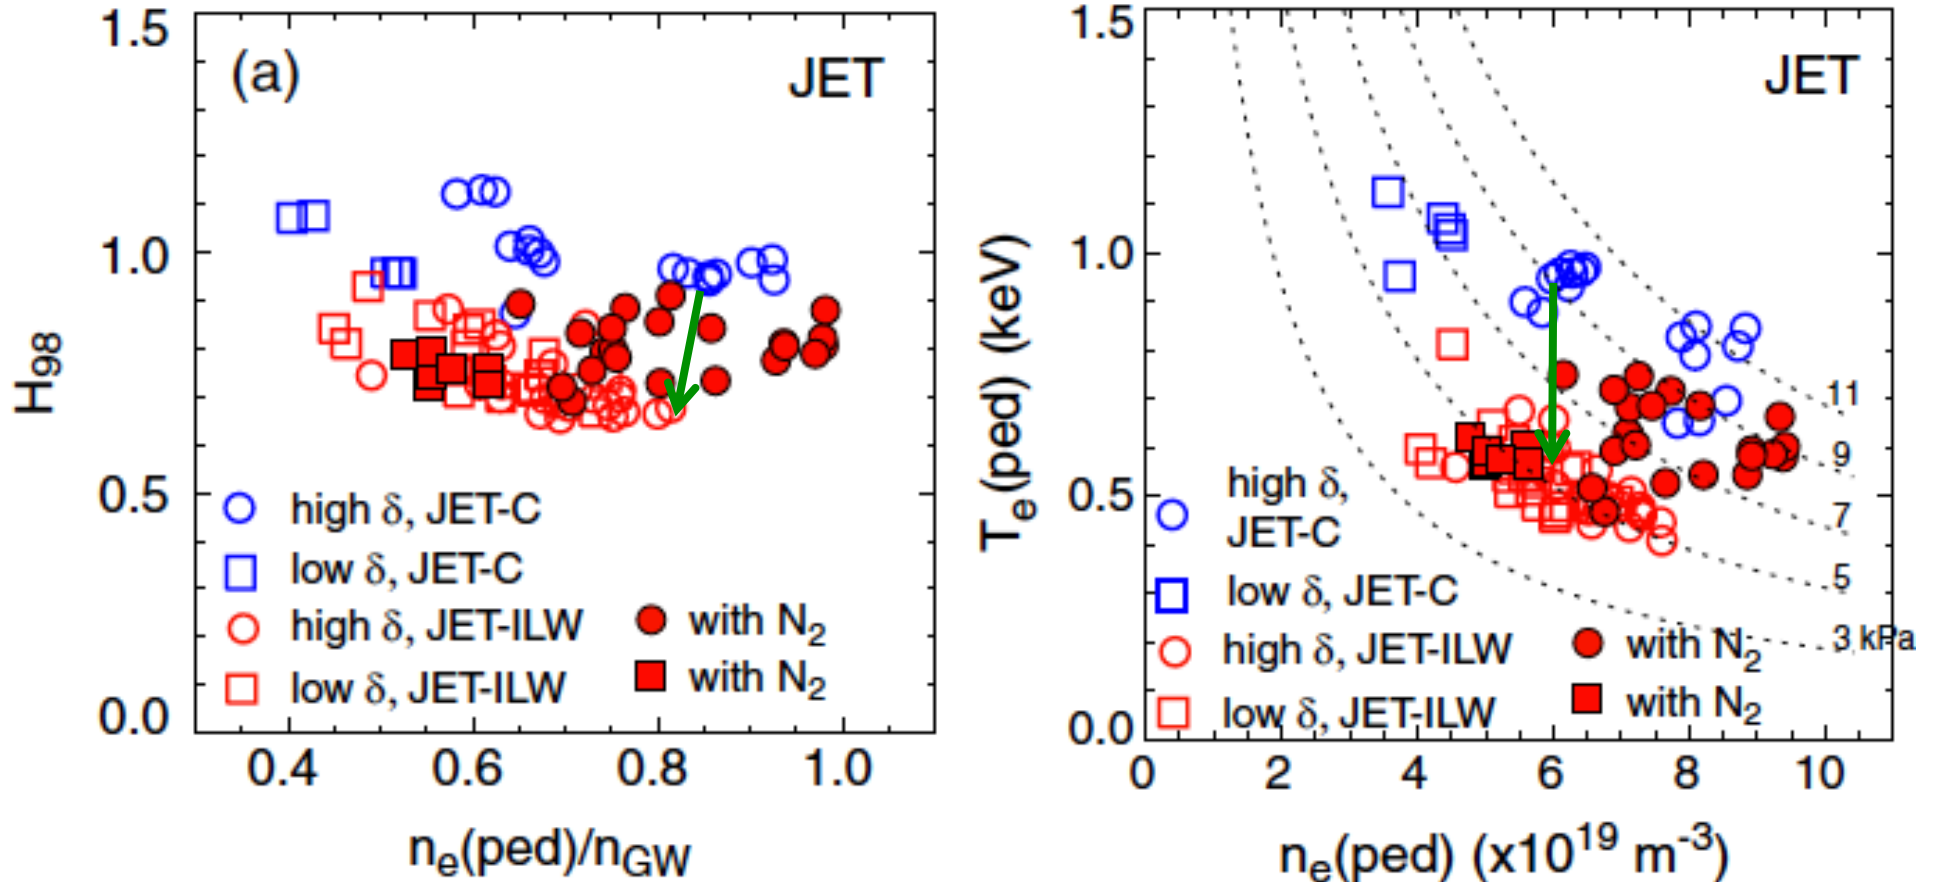 1.5
(a)
JET
1.0
H98
0.5
high δ, JET-C
low δ, JET-C
high δ, JET-ILW
with N2
low δ, JET-ILW
with N2
0.0
0.4
0.6
0.8
1.0
ne(ped)/nGW
1.5
JET
1.0
Te(ped) (keV)
11
9
0.5
high δ,
JET-C
7
5
low δ, JET-C
3 kPa
high δ, JET-ILW
with N2
low δ, JET-ILW
with N2
0.0
0
2
4
6
8
10
ne(ped) (x10^19 m^-3)